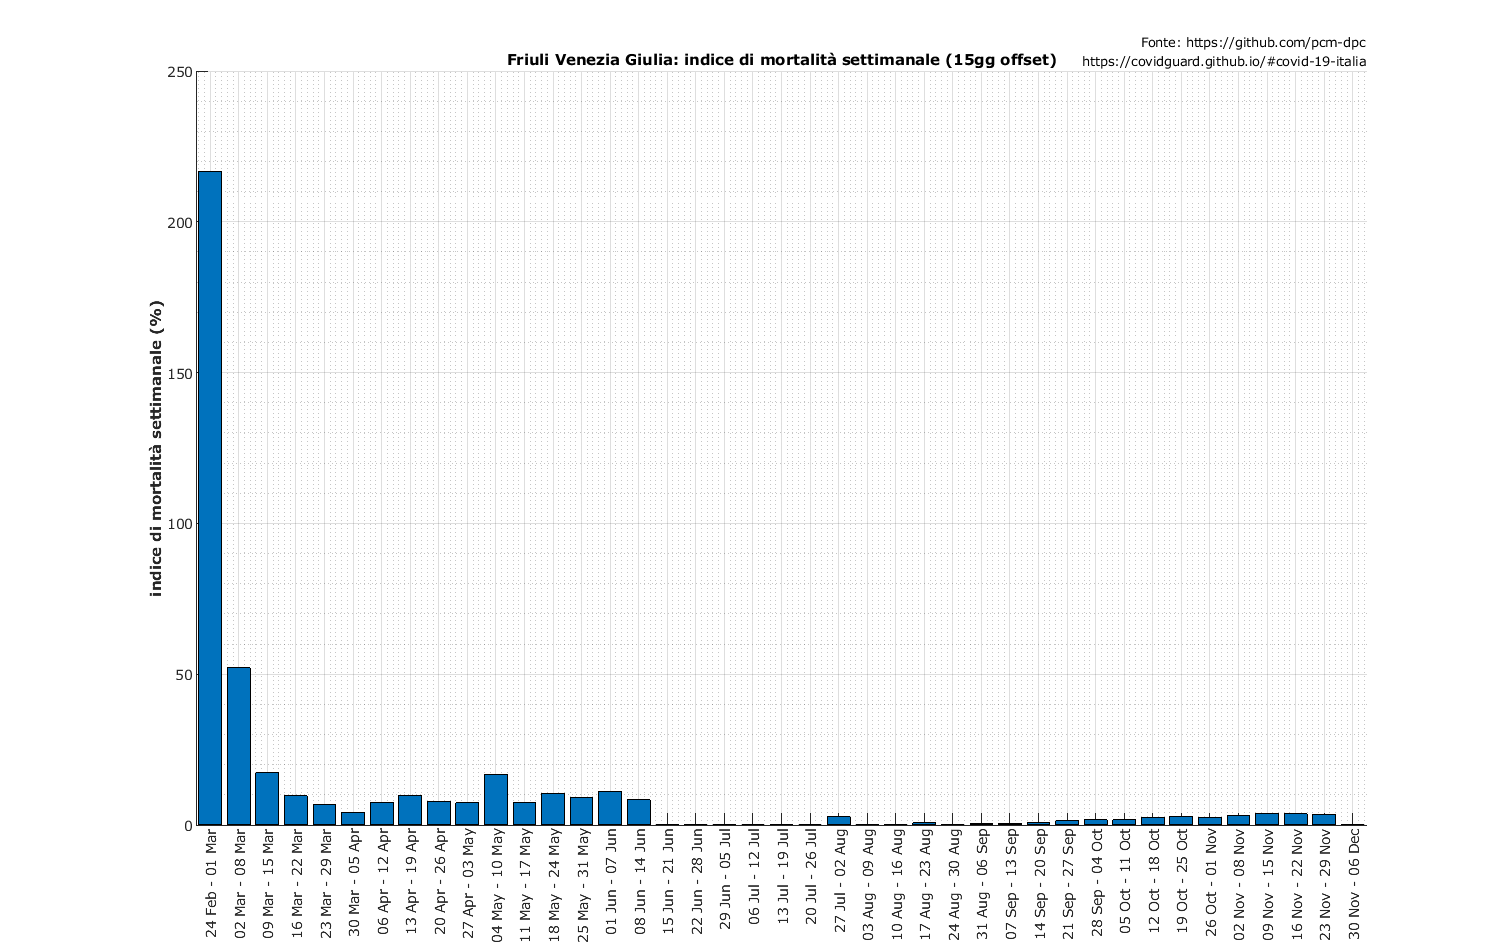 Fonte: https://github.com/pcm-dpc
Friuli Venezia Giulia: indice di mortalità settimanale (15gg offset)
https://covidguard.github.io/#covid-19-italia
indice di mortalità settimanale (%)
250
200
150
100
50
0
24 Feb - 01 Mar
02 Mar - 08 Mar
09 Mar - 15 Mar
16 Mar - 22 Mar
23 Mar - 29 Mar
30 Mar - 05 Apr
06 Apr - 12 Apr
13 Apr - 19 Apr
20 Apr - 26 Apr
27 Apr - 03 May
04 May - 10 May
11 May - 17 May
18 May - 24 May
25 May - 31 May
01 Jun - 07 Jun
08 Jun - 14 Jun
15 Jun - 21 Jun
22 Jun - 28 Jun
29 Jun - 05 Jul
06 Jul - 12 Jul
13 Jul - 19 Jul
20 Jul - 26 Jul
27 Jul - 02 Aug
03 Aug - 09 Aug
10 Aug - 16 Aug
17 Aug - 23 Aug
24 Aug - 30 Aug
31 Aug - 06 Sep
07 Sep - 13 Sep
14 Sep - 20 Sep
21 Sep - 27 Sep
28 Sep - 04 Oct
05 Oct - 11 Oct
12 Oct - 18 Oct
19 Oct - 25 Oct
26 Oct - 01 Nov
02 Nov - 08 Nov
09 Nov - 15 Nov
16 Nov - 22 Nov
23 Nov - 29 Nov
30 Nov - 06 Dec